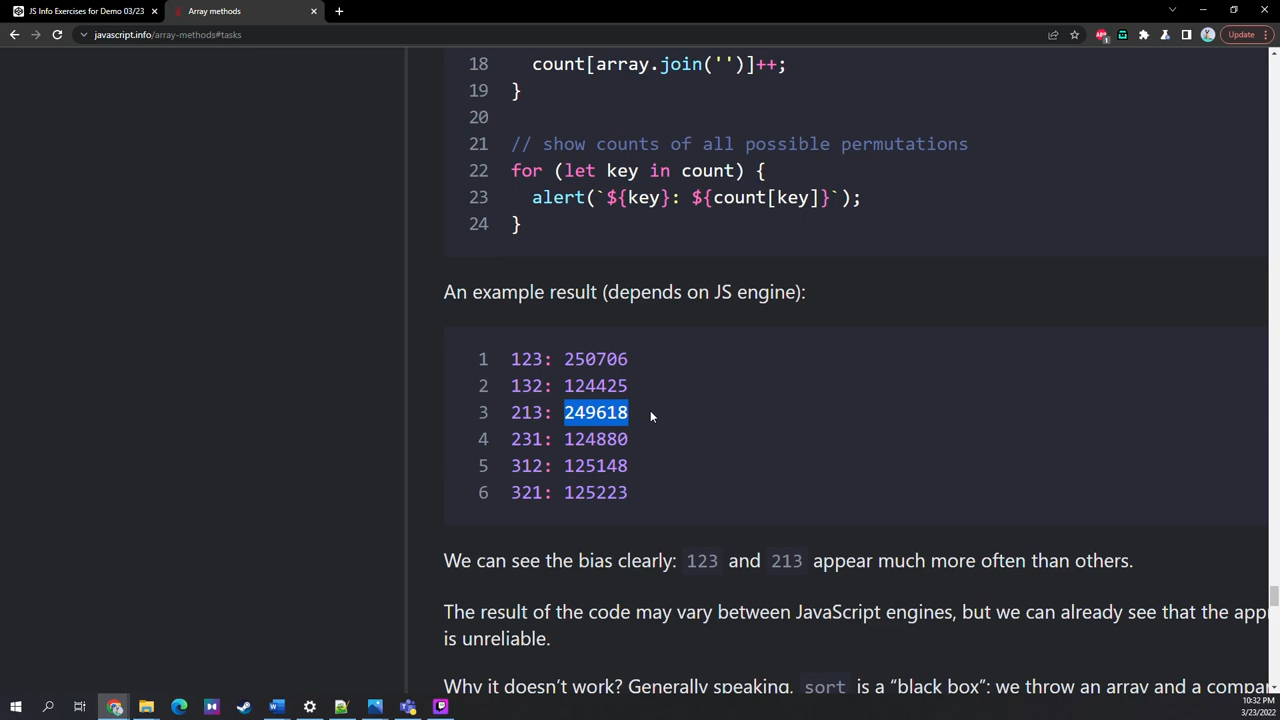 JS Info Exercises for Demo 03/23
Array methods
javascript.info/array-methods#tasks
Update
18 count[array.join('')]++;
19 }
20
21 // show counts of all possible permutations
22 for (let key in count) {
23 alert(`${key}: ${count[key]}`);
24 }
An example result (depends on JS engine):
1 123: 250706
2 132: 124425
3 213: 249618
4 231: 124880
5 312: 125148
6 321: 125223
We can see the bias clearly: 123 and 213 appear much more often than others.
The result of the code may vary between JavaScript engines, but we can already see that the app
is unreliable.
Why it doesn't work? Generally speaking, sort is a “black box”: we throw an array and a compa
10:32 PM
3/23/2022